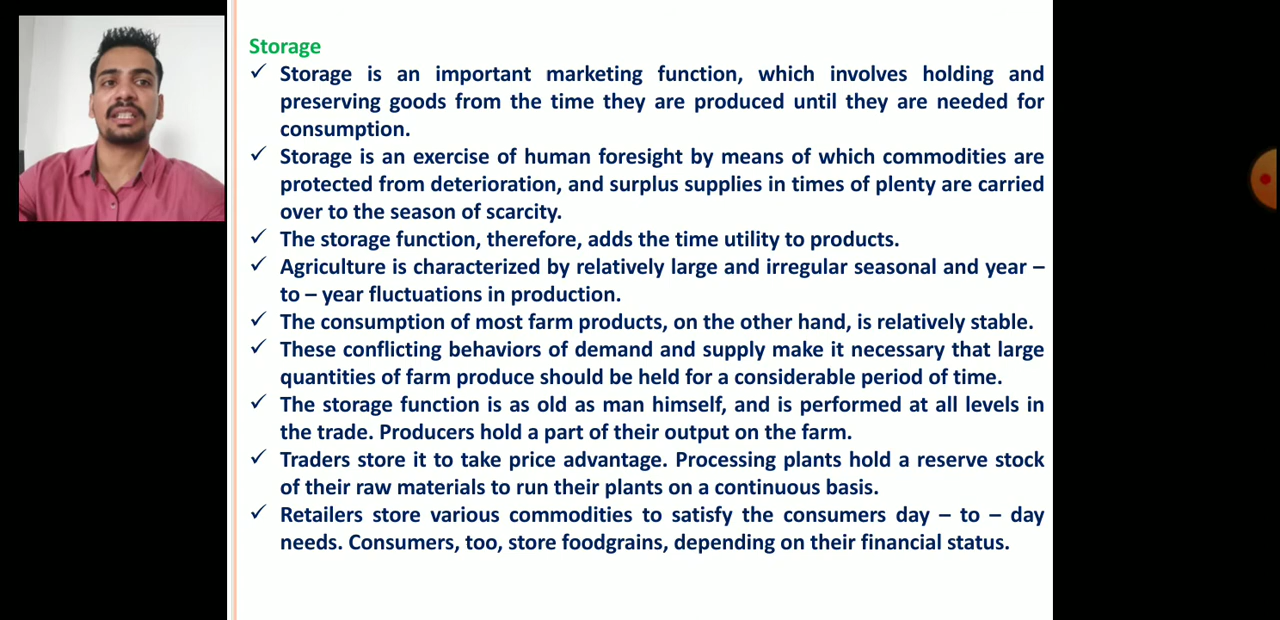 Storage
✓ Storage is an important marketing function, which involves holding and
preserving goods from the time they are produced until they are needed for
consumption.
✓ Storage is an exercise of human foresight by means of which commodities are
protected from deterioration, and surplus supplies in times of plenty are carried
over to the season of scarcity.
✓ The storage function, therefore, adds the time utility to products.
✓ Agriculture is characterized by relatively large and irregular seasonal and year –
to – year fluctuations in production.
✓ The consumption of most farm products, on the other hand, is relatively stable.
✓ These conflicting behaviors of demand and supply make it necessary that large
quantities of farm produce should be held for a considerable period of time.
✓ The storage function is as old as man himself, and is performed at all levels in
the trade. Producers hold a part of their output on the farm.
✓ Traders store it to take price advantage. Processing plants hold a reserve stock
of their raw materials to run their plants on a continuous basis.
✓ Retailers store various commodities to satisfy the consumers day – to – day
needs. Consumers, too, store foodgrains, depending on their financial status.